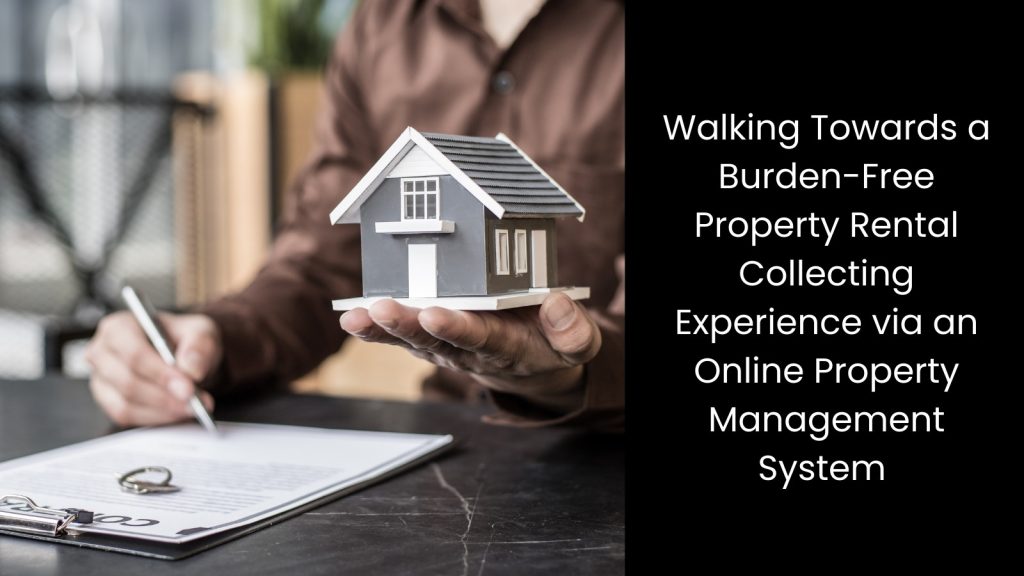 Walking Towards a
Burden-Free
Property Rental
Collecting
Experience via an
Online Property
Management
System